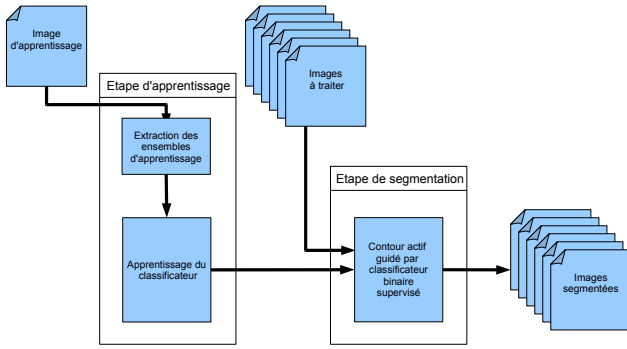 Image
d'apprentissage
Etape d'apprentissage
Extraction des
ensembles
d'apprentissage
Apprentissage du
classificateur
Images
à traiter
Etape de segmentation
Contour actif
guidé par
classificateur
binaire
supervisé
Images
segmentées